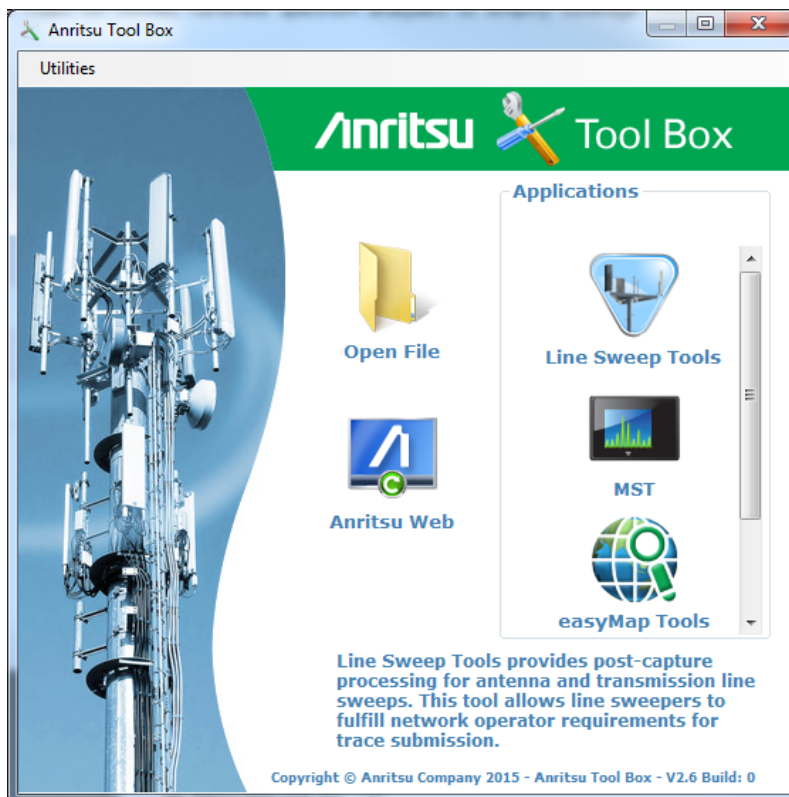 Anritsu Tool Box
Utilities
Anritsu Tool Box
Applications
Open File
Line Sweep Tools
Anritsu Web
MST
easyMap Tools
Line Sweep Tools provides post-capture
processing for antenna and transmission line
sweeps. This tool allows line sweepers to
fulfill network operator requirements for
trace submission.
Copyright © Anritsu Company 2015 - Anritsu Tool Box - V2.6 Build: 0